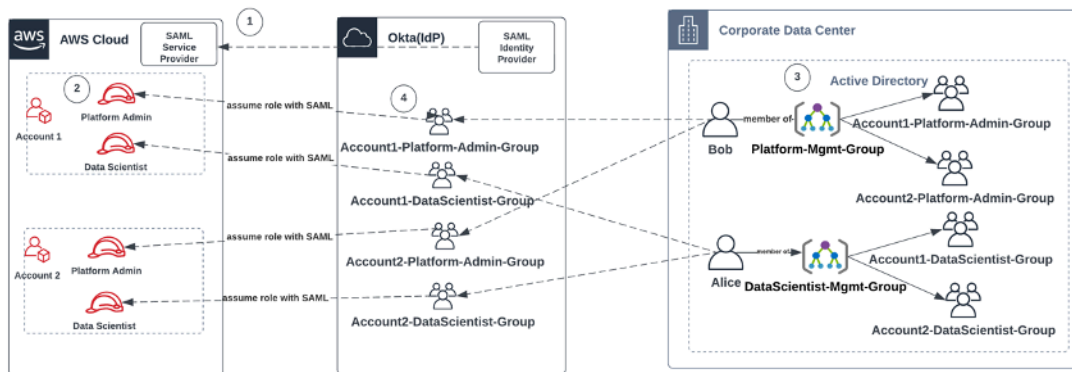 aws
AWS Cloud
SAML
Service
Provider
1
Okta(IdP)
SAML
Identity
Provider
Corporate Data Center
2
Account 1
Platform Admin
Data Scientist
assume role with SAML
assume role with SAML
4
Account1-Platform-Admin-Group
Account1-DataScientist-Group
3
Active Directory
Bob
member of
Platform-Mgmt-Group
Account1-Platform-Admin-Group
Account2-Platform-Admin-Group
Account 2
Platform Admin
Data Scientist
assume role with SAML
assume role with SAML
Account2-Platform-Admin-Group
Account2-DataScientist-Group
Alice
member of
DataScientist-Mgmt-Group
Account1-DataScientist-Group
Account2-DataScientist-Group